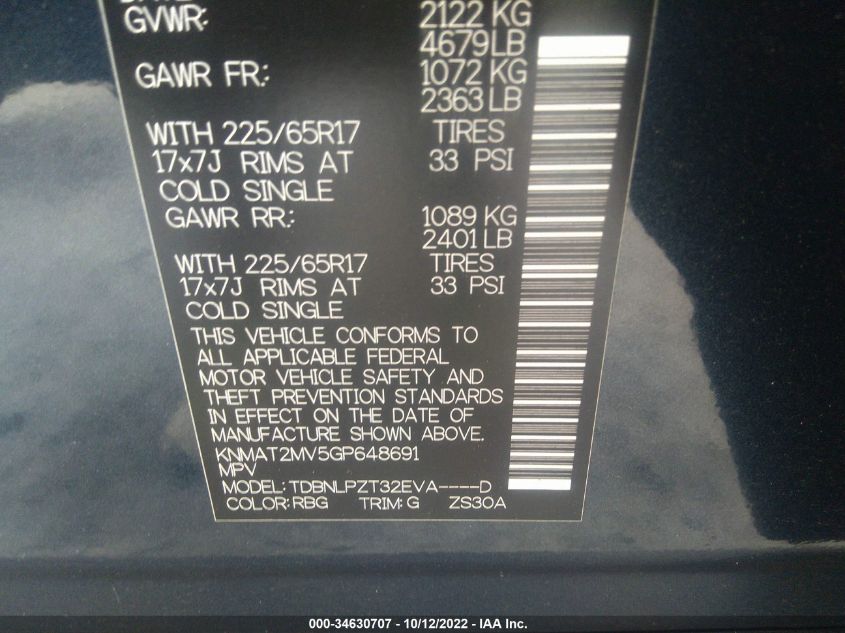 GVWR: 2122 KG
4679LB
GAWR FR.: 1072 KG
2363LB
WITH 225/65R17 TIRES
17x7J RIMS AT 33 PSI
COLD SINGLE
GAWR RR.: 1089 KG
2401LB
WITH 225/65R17 TIRES
17x7J RIMS AT 33 PSI
COLD SINGLE
THIS VEHICLE CONFORMS TO
ALL APPLICABLE FEDERAL
MOTOR VEHICLE SAFETY AND
THEFT PREVENTION STANDARDS
IN EFFECT ON THE DATE OF
MANUFACTURE SHOWN ABOVE.
KNMAT2MV5GP648691
MPV
MODEL:TDBNLPZT32EVA----D
COLOR:RBG TRIM:G ZS30A
000-34630707 - 10/12/2022 - IAA Inc.